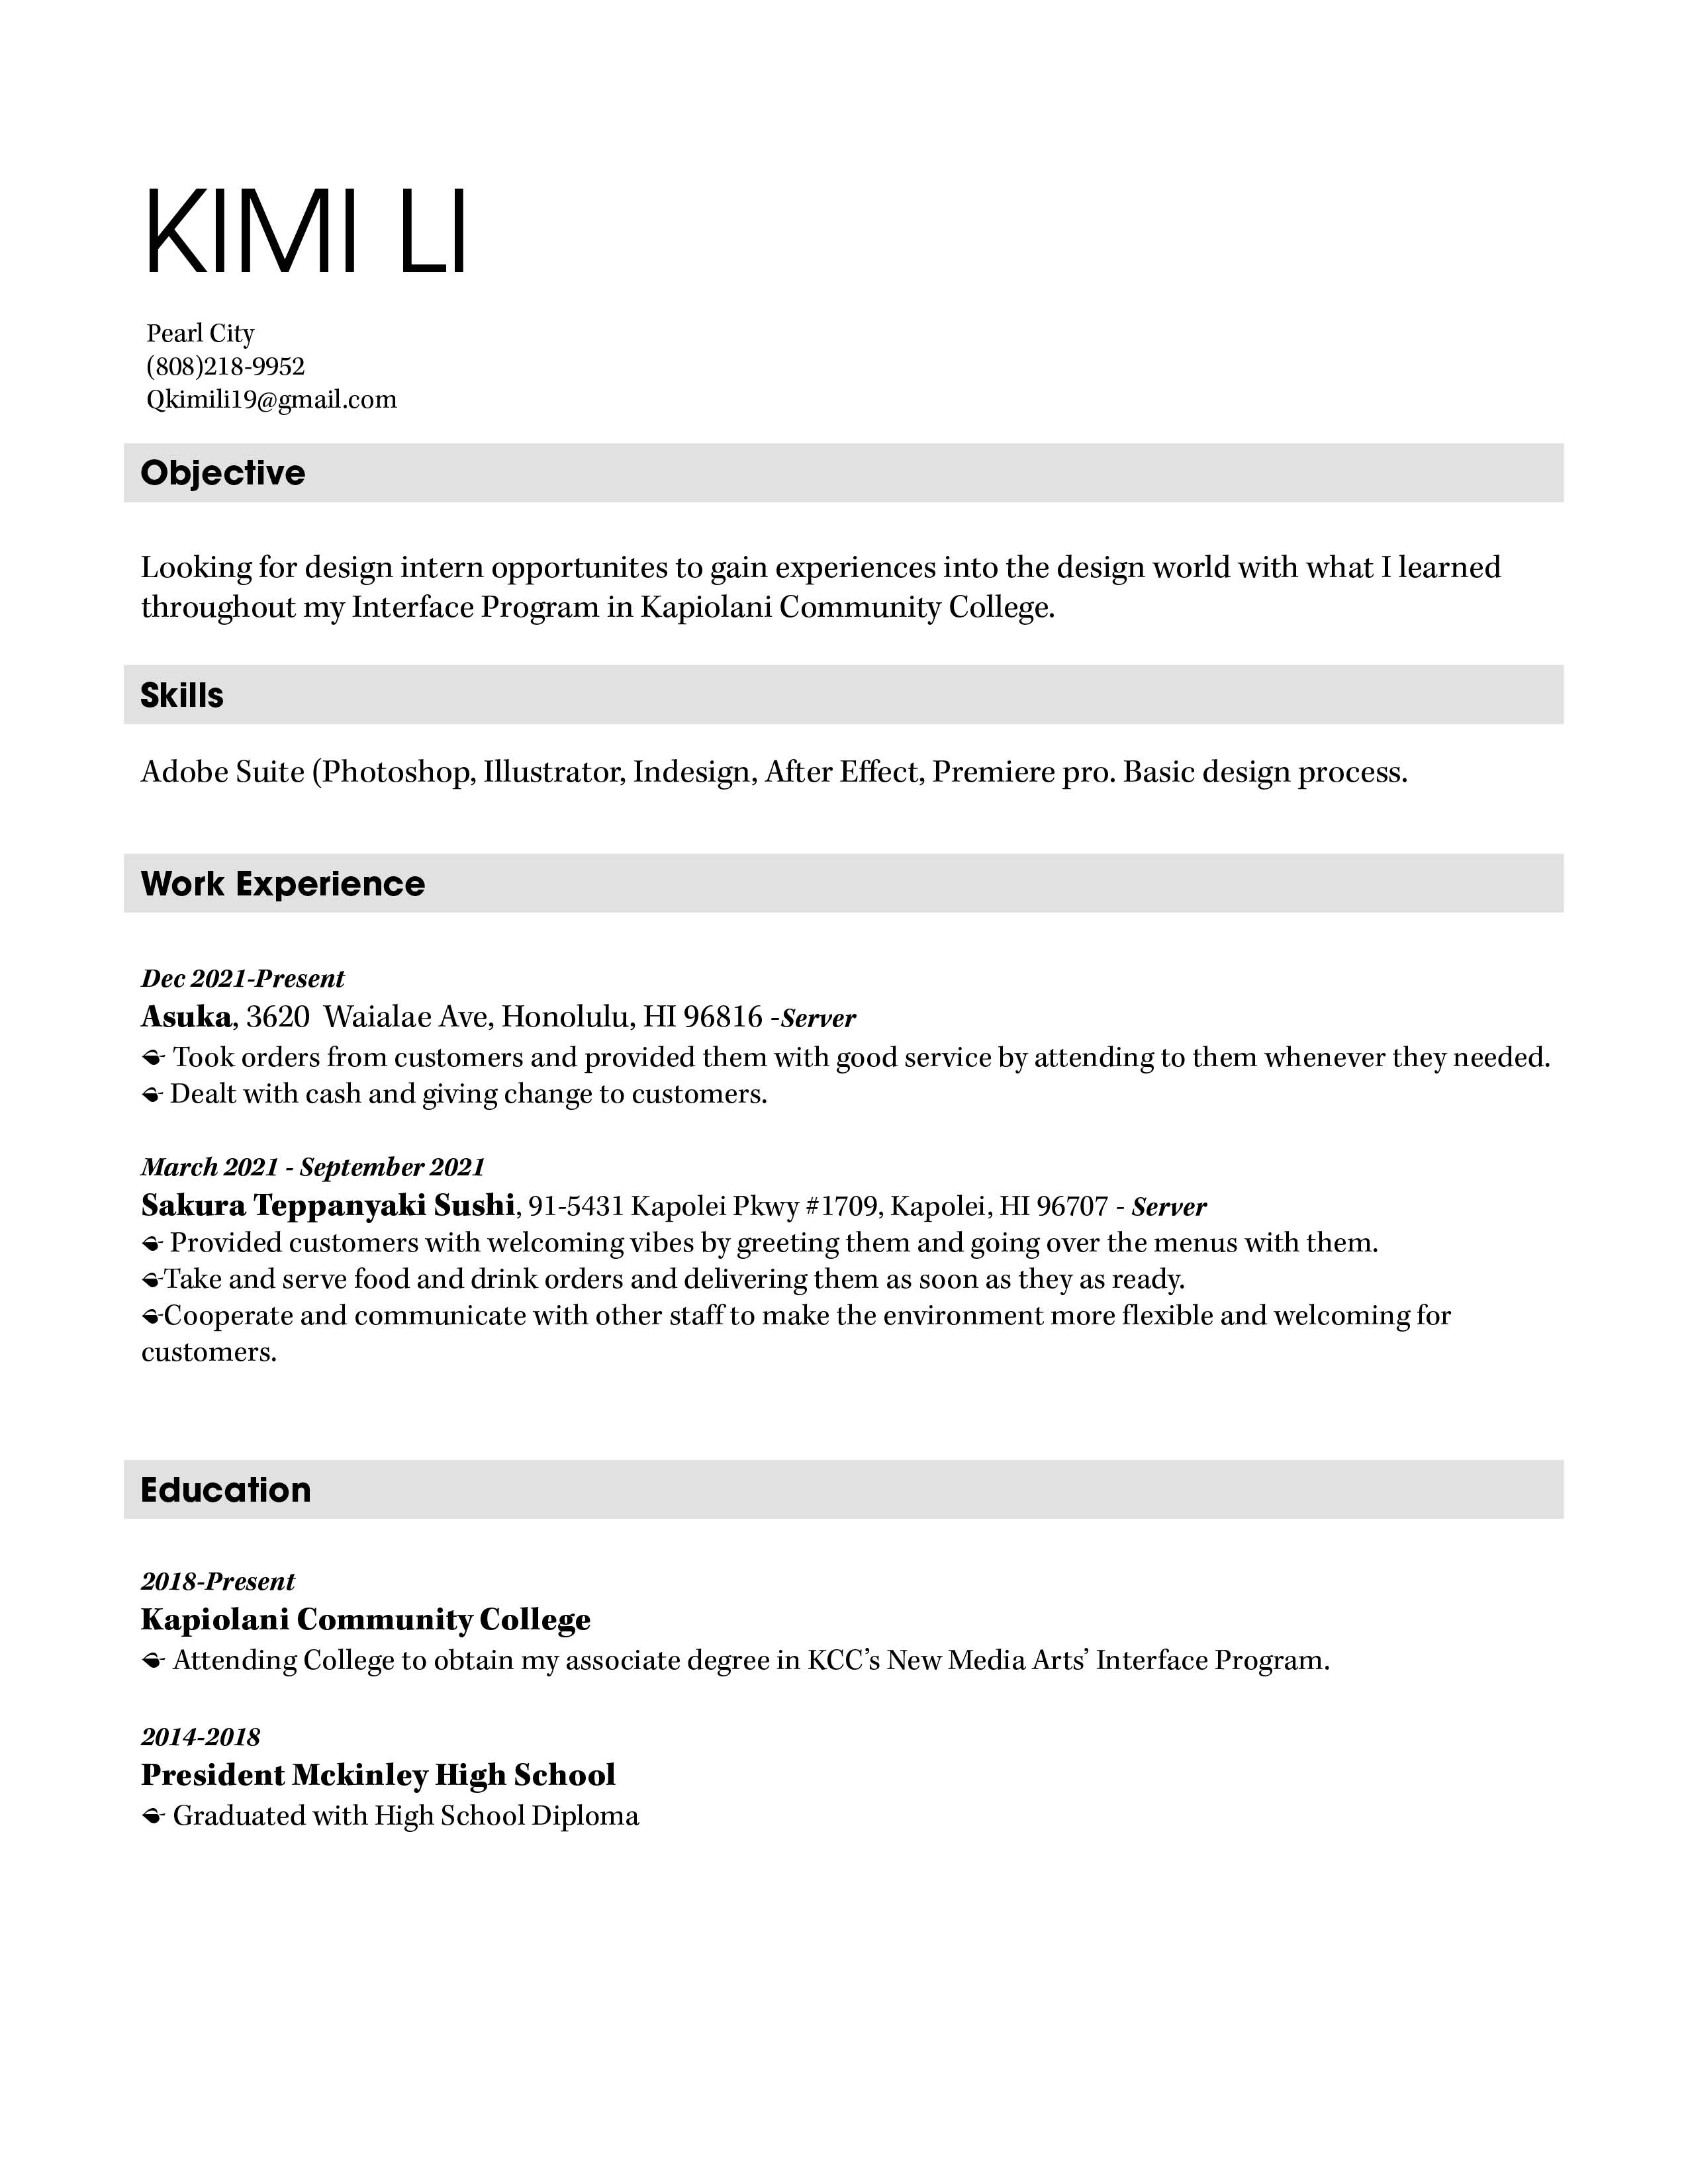 KIMI LI
Pearl City
(808)218-9952
Qkimili19@gmail.com
Objective
Looking for design intern opportunites to gain experiences into the design world with what I learned
throughout my Interface Program in Kapiolani Community College.
Skills
Adobe Suite (Photoshop, Illustrator, Indesign, After Effect, Premiere pro. Basic design process.
Work Experience
Dec 2021-Present
Asuka, 3620  Waialae Ave, Honolulu, HI 96816 -Server
Took orders from customers and provided them with good service by attending to them whenever they needed.
Dealt with cash and giving change to customers.
March 2021 - September 2021
Sakura Teppanyaki Sushi, 91-5431 Kapolei Pkwy #1709, Kapolei, HI 96707 - Server
Provided customers with welcoming vibes by greeting them and going over the menus with them.
Take and serve food and drink orders and delivering them as soon as they as ready.
Cooperate and communicate with other staff to make the environment more flexible and welcoming for
customers.
Education
2018-Present
Kapiolani Community College
Attending College to obtain my associate degree in KCC’s New Media Arts’ Interface Program.
2014-2018
President Mckinley High School
Graduated with High School Diploma